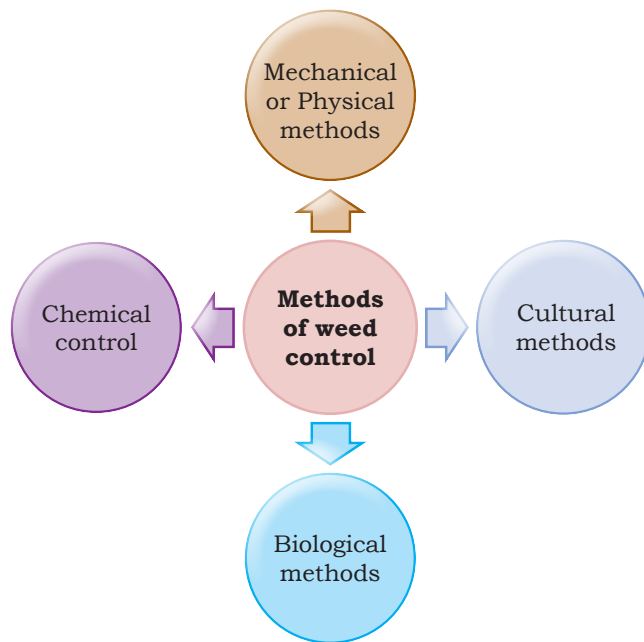 Mechanical
or Physical
methods
Chemical
control
Methods
of weed
control
Cultural
methods
Biological
methods